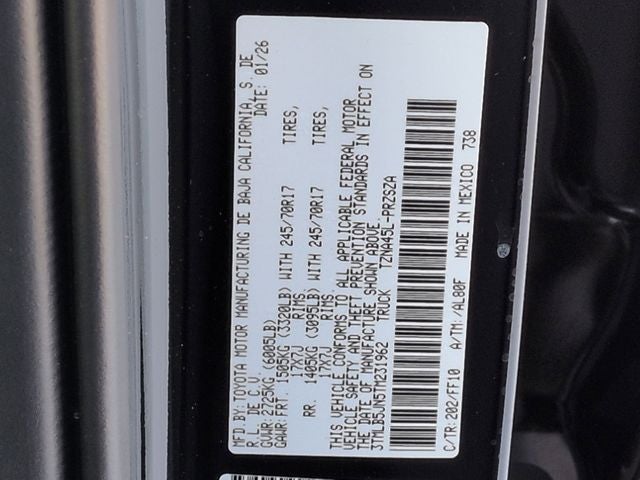 MFD.BY:TOYOTA MOTOR MANUFACTURING DE BAJA CALIFORNIA, S. DE
R.L. DE C.V. DATE: 01/26
GVWR: 2725KG (6005LB)
GAWR:FRT. 1505KG (3320LB) WITH 245/70R17 TIRES,
17X7J RIMS
RR. 1405KG (3095LB) WITH 245/70R17 TIRES,
17X7J RIMS
THIS VEHICLE CONFORMS TO ALL APPLICABLE FEDERAL MOTOR
VEHICLE SAFETY AND THEFT PREVENTION STANDARDS IN EFFECT ON
THE DATE OF MANUFACTURE SHOWN ABOVE.
3TMLB5JN5TM231962 TRUCK TZNA45L-PRZSZA
C/TR:202/FF10 A/TM:/AL80F MADE IN MEXICO 738